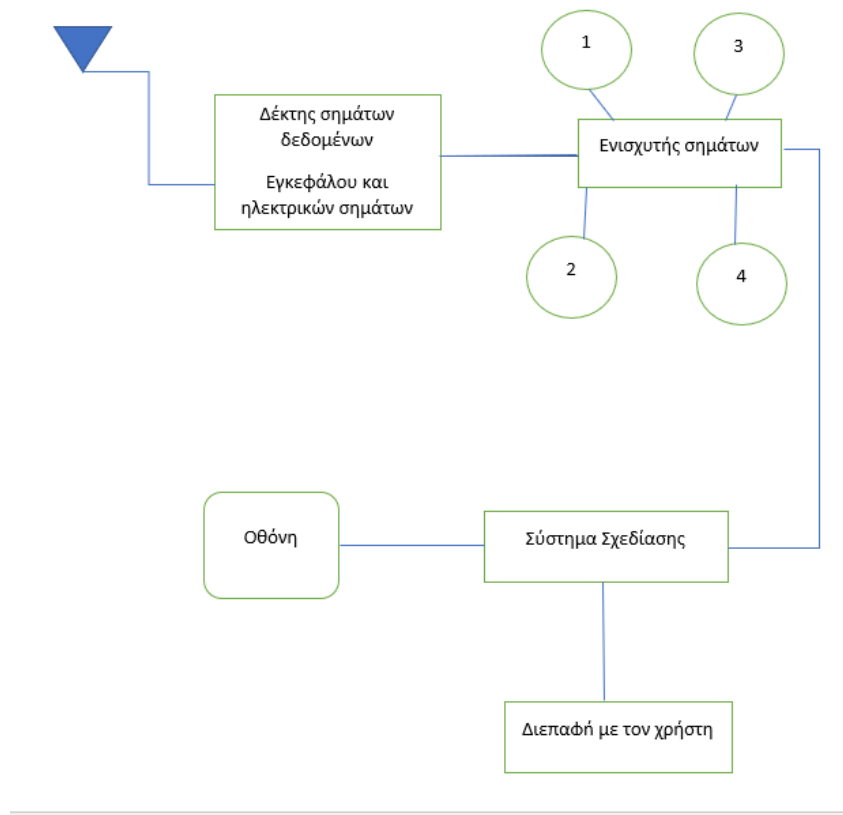 1
3
Δέκτης σημάτων
δεδομένων
Εγκεφάλου και
ηλεκτρικών σημάτων
Ενισχυτής σημάτων
2
4
Οθόνη
Σύστημα Σχεδίασης
Διεπαφή με τον χρήστη